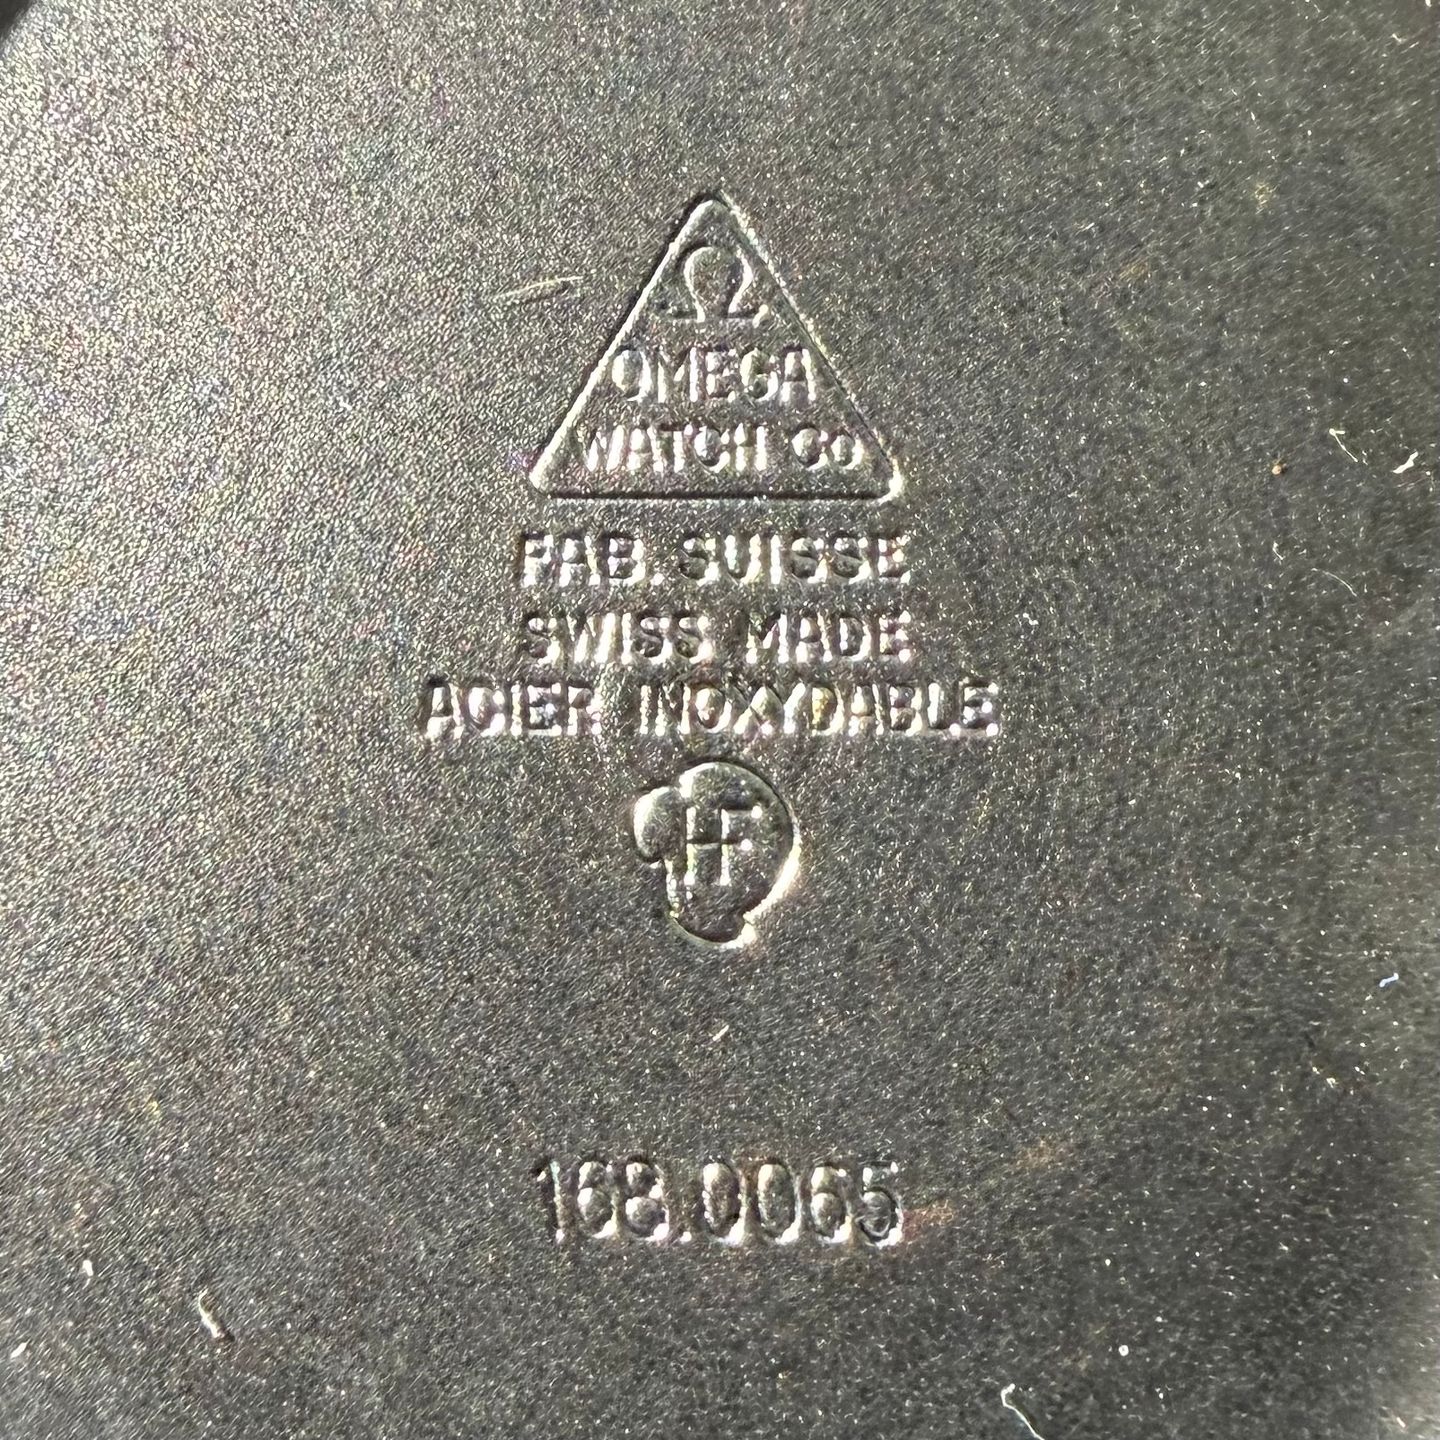 Ω
OMEGA
WATCH CO
FAB. SUISSE
SWISS MADE
ACIER INOXYDABLE
HF
168.0065